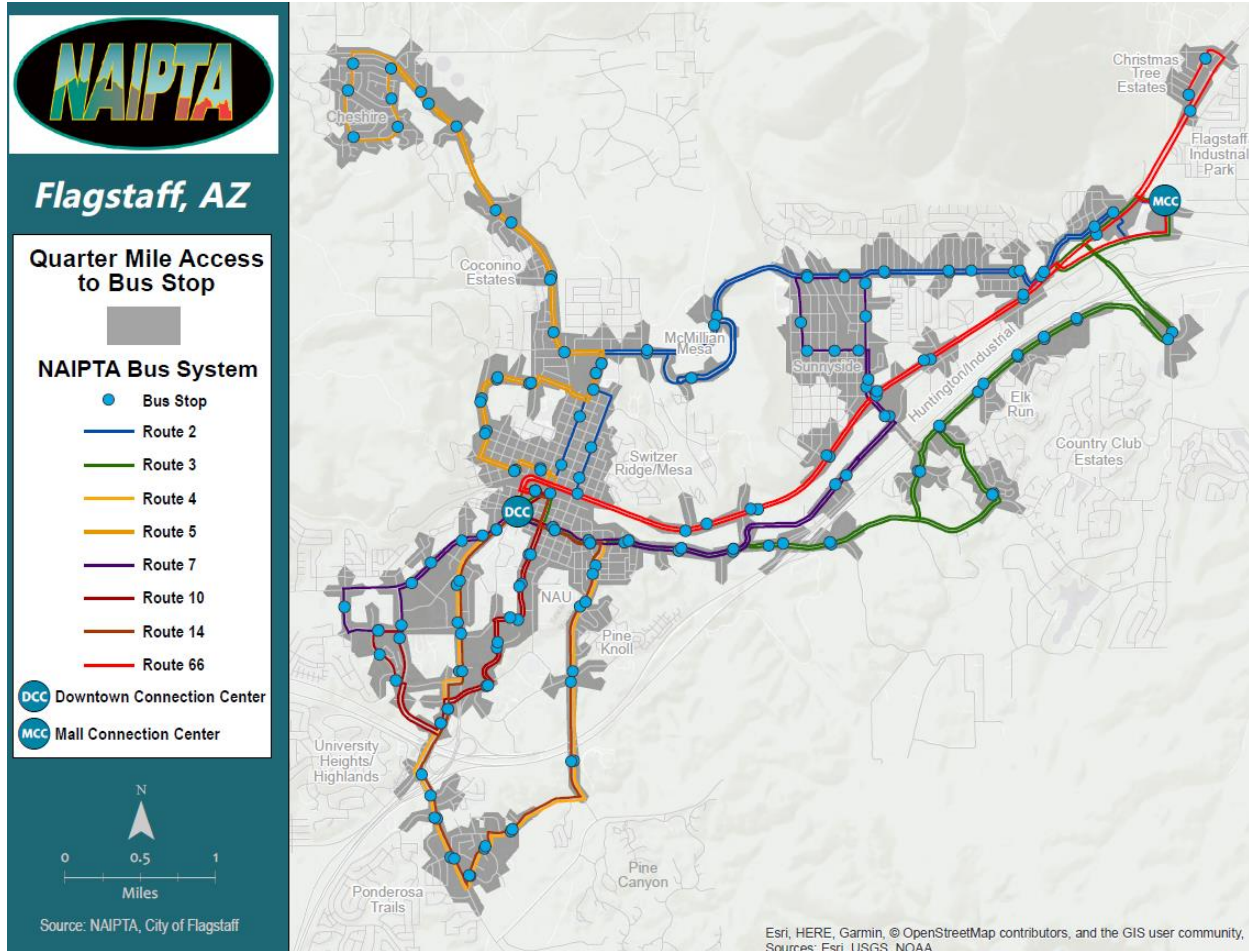 NAIPTA
Flagstaff, AZ
Quarter Mile Access
to Bus Stop
NAIPTA Bus System
Bus Stop
Route 2
Route 3
Route 4
Route 5
Route 7
Route 10
Route 14
Route 66
DCC Downtown Connection Center
MCC Mall Connection Center
N
0 0.5 1
Miles
Source: NAIPTA, City of Flagstaff
Christmas
Tree
Estates
Cheshire
Flagstaff
Industrial
Park
MCC
Coconino
Estates
McMillian
Mesa
Sunnyside
Huntington/Industrial
Elk
Run
Country Club
Estates
Switzer
Ridge/Mesa
DCC
NAU
Pine
Knoll
University
Heights/
Highlands
Pine
Canyon
Ponderosa
Trails
Esri, HERE, Garmin, © OpenStreetMap contributors, and the GIS user community,
Sources: Esri, USGS, NOAA